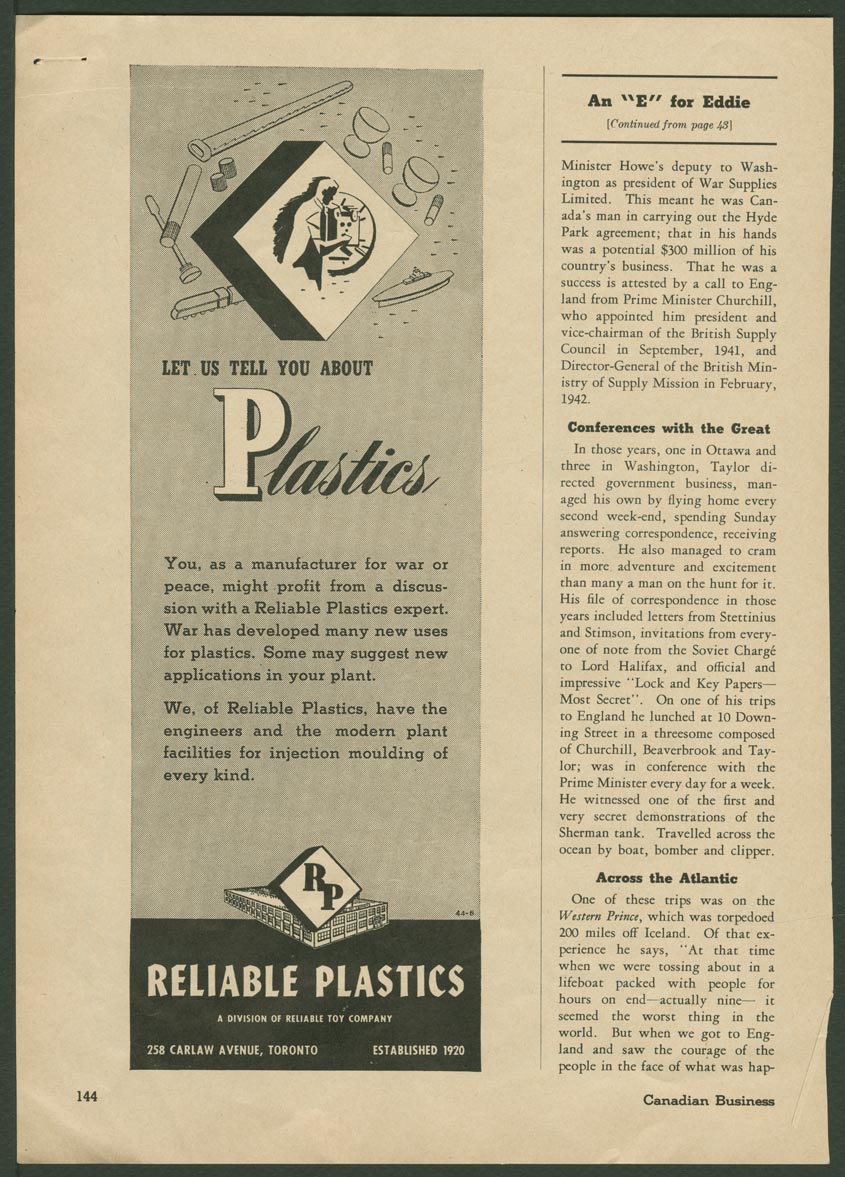 LET US TELL YOU ABOUT
Plastics
You, as a manufacturer for war or
peace, might profit from a discus-
sion with a Reliable Plastics expert.
War has developed many new uses
for plastics. Some may suggest new
applications in your plant.
We, of Reliable Plastics, have the
engineers and the modern plant
facilities for injection moulding of
every kind.
RP
44-6
RELIABLE PLASTICS
A DIVISION OF RELIABLE TOY COMPANY
258 CARLAW AVENUE, TORONTO
ESTABLISHED 1920
An "E" for Eddie
[Continued from page 43]
Minister Howe's deputy to Wash-
ington as president of War Supplies
Limited. This meant he was Can-
ada's man in carrying out the Hyde
Park agreement; that in his hands
was a potential $300 million of his
country's business. That he was a
success is attested by a call to Eng-
land from Prime Minister Churchill,
who appointed him president and
vice-chairman of the British Supply
Council in September, 1941, and
Director-General of the British Min-
istry of Supply Mission in February,
1942.
Conferences with the Great
In those years, one in Ottawa and
three in Washington, Taylor di-
rected government business, man-
aged his own by flying home every
second week-end, spending Sunday
answering correspondence, receiving
reports. He also managed to cram
in more adventure and excitement
than many a man on the hunt for it.
His file of correspondence in those
years included letters from Stettinius
and Stimson, invitations from every-
one of note from the Soviet Chargé
to Lord Halifax, and official and
impressive "Lock and Key Papers—
Most Secret". On one of his trips
to England he lunched at 10 Down-
ing Street in a threesome composed
of Churchill, Beaverbrook and Tay-
lor; was in conference with the
Prime Minister every day for a week.
He witnessed one of the first and
very secret demonstrations of the
Sherman tank. Travelled across the
ocean by boat, bomber and clipper.
Across the Atlantic
One of these trips was on the
Western Prince, which was torpedoed
200 miles off Iceland. Of that ex-
perience he says, "At that time
when we were tossing about in a
lifeboat packed with people for
hours on end—actually nine— it
seemed the worst thing in the
world. But when we got to Eng-
land and saw the courage of the
people in the face of what was hap-
144
Canadian Business